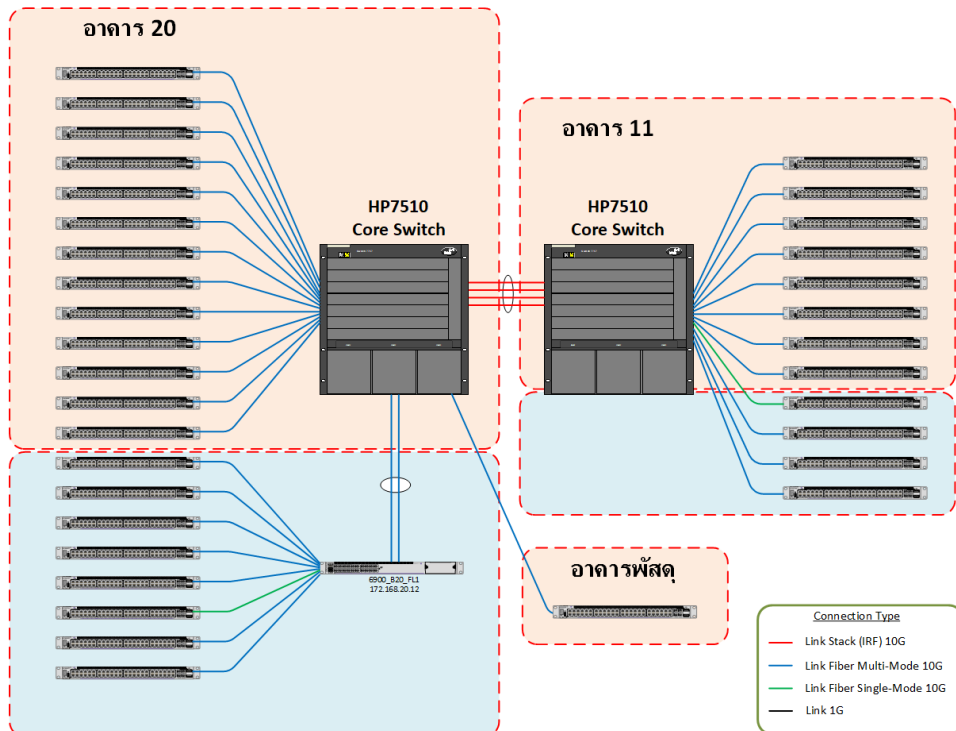 อาคาร 20
อาคาร 11
HP7510
Core Switch
HP7510
Core Switch
6900_B20_FL1
172.168.20.12
อาคารพัสดุ
Connection Type
Link Stack (IRF) 10G
Link Fiber Multi-Mode 10G
Link Fiber Single-Mode 10G
Link 1G